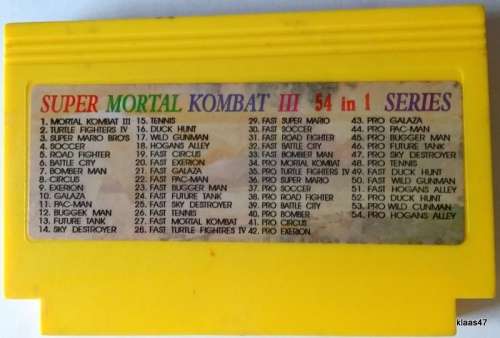 SUPER MORTAL KOMBAT III 54 in 1 SERIES
1. MORTAL KOMBAT III
2. TURTLE FIGHTERS IV
3. SUPER MARIO BRO'S
4. SOCCER
5. ROAD FIGHTER
6. BATTLE CITY
7. BOMBER MAN
8. CIRCUS
9. EXERION
10. GALAZA
11. PAC-MAN
12. BUGGEK MAN
13. FUTURE TANK
14. SKY DESTROYER
15. TENNIS
16. DUCK HUNT
17. WILD GUNMAN
18. HOGANS ALLEY
19. FAST CIRCUS
20. FAST EXERION
21. FAST GALAZA
22. FAST PAC-MAN
23. FAST BUGGER MAN
24. FAST FUTURE TANK
25. FAST SKY DESTROYER
26. FAST TENNIS
27. FAST MORTAL KOMBAT
28. FAST TURTLE FIGHTRES IV
29. FAST SUPER MARIO
30. FAST SOCCER
31. FAST ROAD FIGHTER
32. FAST BATTLE CITY
33. FAST BOMBER MAN
34. PRO MORTAL KOMBAT
35. PRO TURTLE FIGHTERS IV
36. PRO SUPER MARIO
37. PRO SOCCER
38. PRO ROAD FIGHTER
39. PRO BATTLE CITY
40. PRO BOMBER
41. PRO CIRCUS
42. PRO EXERION
43. PRO GALAZA
44. PRO PAC-MAN
45. PRO BUGGER MAN
46. PRO FUTURE TANK
47. PRO SKY DESTROYER
48. PRO TENNIS
49. FAST DUCK HUNT
50. FAST WILD GUNMAN
51. FAST HOGANS ALLEY
52. PRO DUCK HUNT
53. PRO WILD GUNMAN
54. PRO HOGANS ALLEY
klaas47